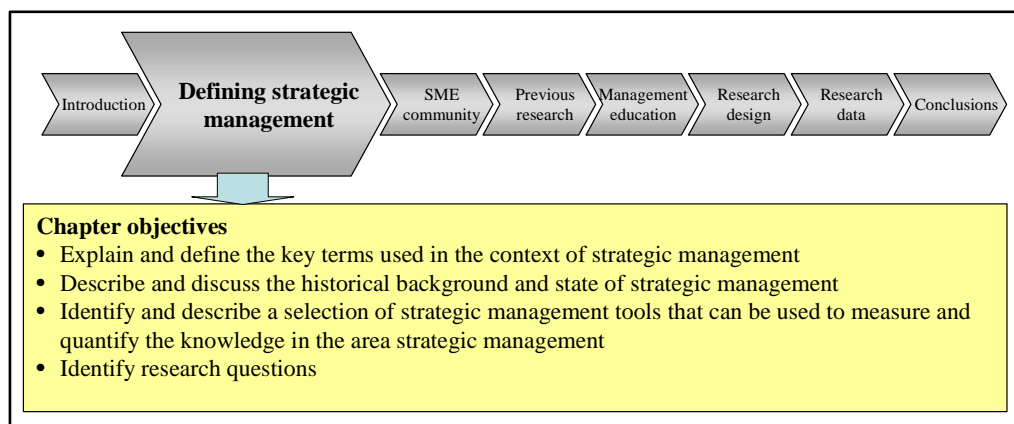 Introduction
Defining strategic
management
SME
community
Previous
research
Management
education
Research
design
Research
data
Conclusions
Chapter objectives
• Explain and define the key terms used in the context of strategic management
• Describe and discuss the historical background and state of strategic management
• Identify and describe a selection of strategic management tools that can be used to measure and
quantify the knowledge in the area strategic management
• Identify research questions